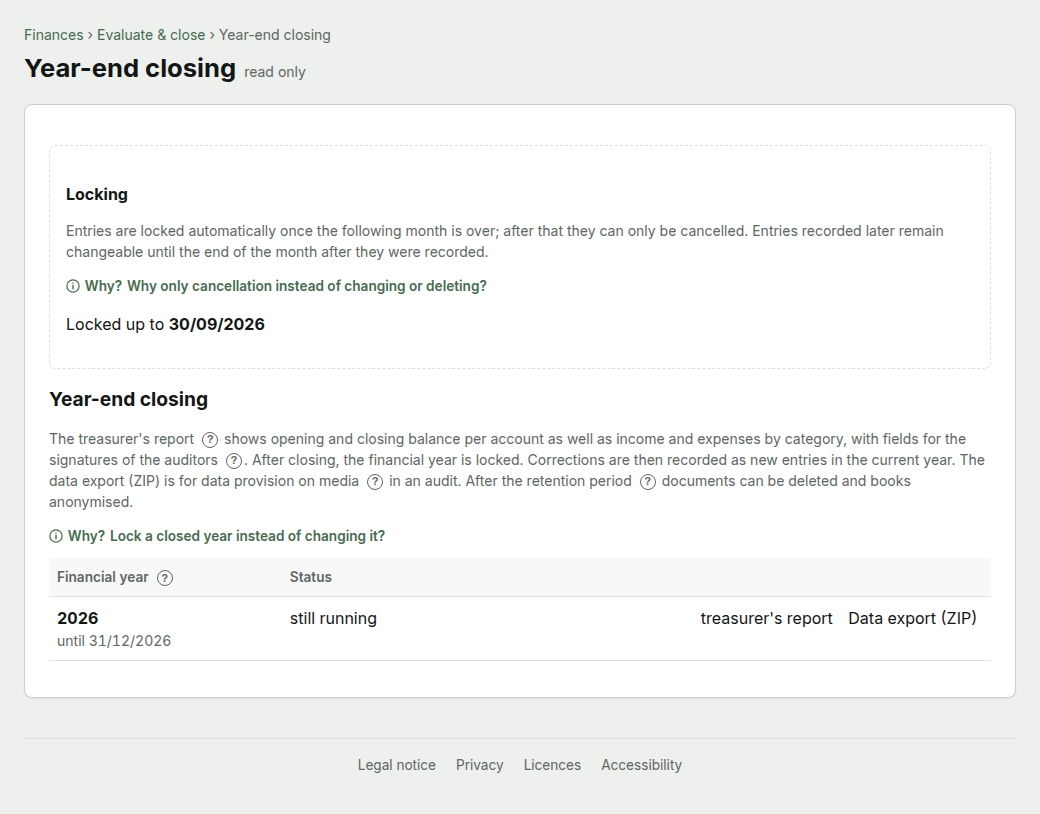 Finances › Evaluate & close › Year-end closing
Year-end closing read only
Locking
Entries are locked automatically once the following month is over; after that they can only be cancelled. Entries recorded later remain
changeable until the end of the month after they were recorded.
Why? Why only cancellation instead of changing or deleting?
Locked up to 30/09/2026
Year-end closing
The treasurer's report ? shows opening and closing balance per account as well as income and expenses by category, with fields for the
signatures of the auditors ?. After closing, the financial year is locked. Corrections are then recorded as new entries in the current year. The
data export (ZIP) is for data provision on media ? in an audit. After the retention period ? documents can be deleted and books
anonymised.
Why? Lock a closed year instead of changing it?
Financial year ? Status
2026 still running treasurer's report Data export (ZIP)
until 31/12/2026
Legal notice Privacy Licences Accessibility